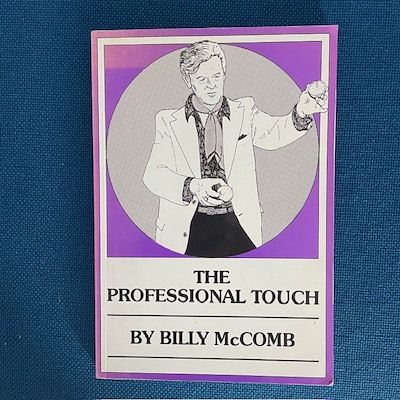 THE
PROFESSIONAL TOUCH
BY BILLY McCOMB